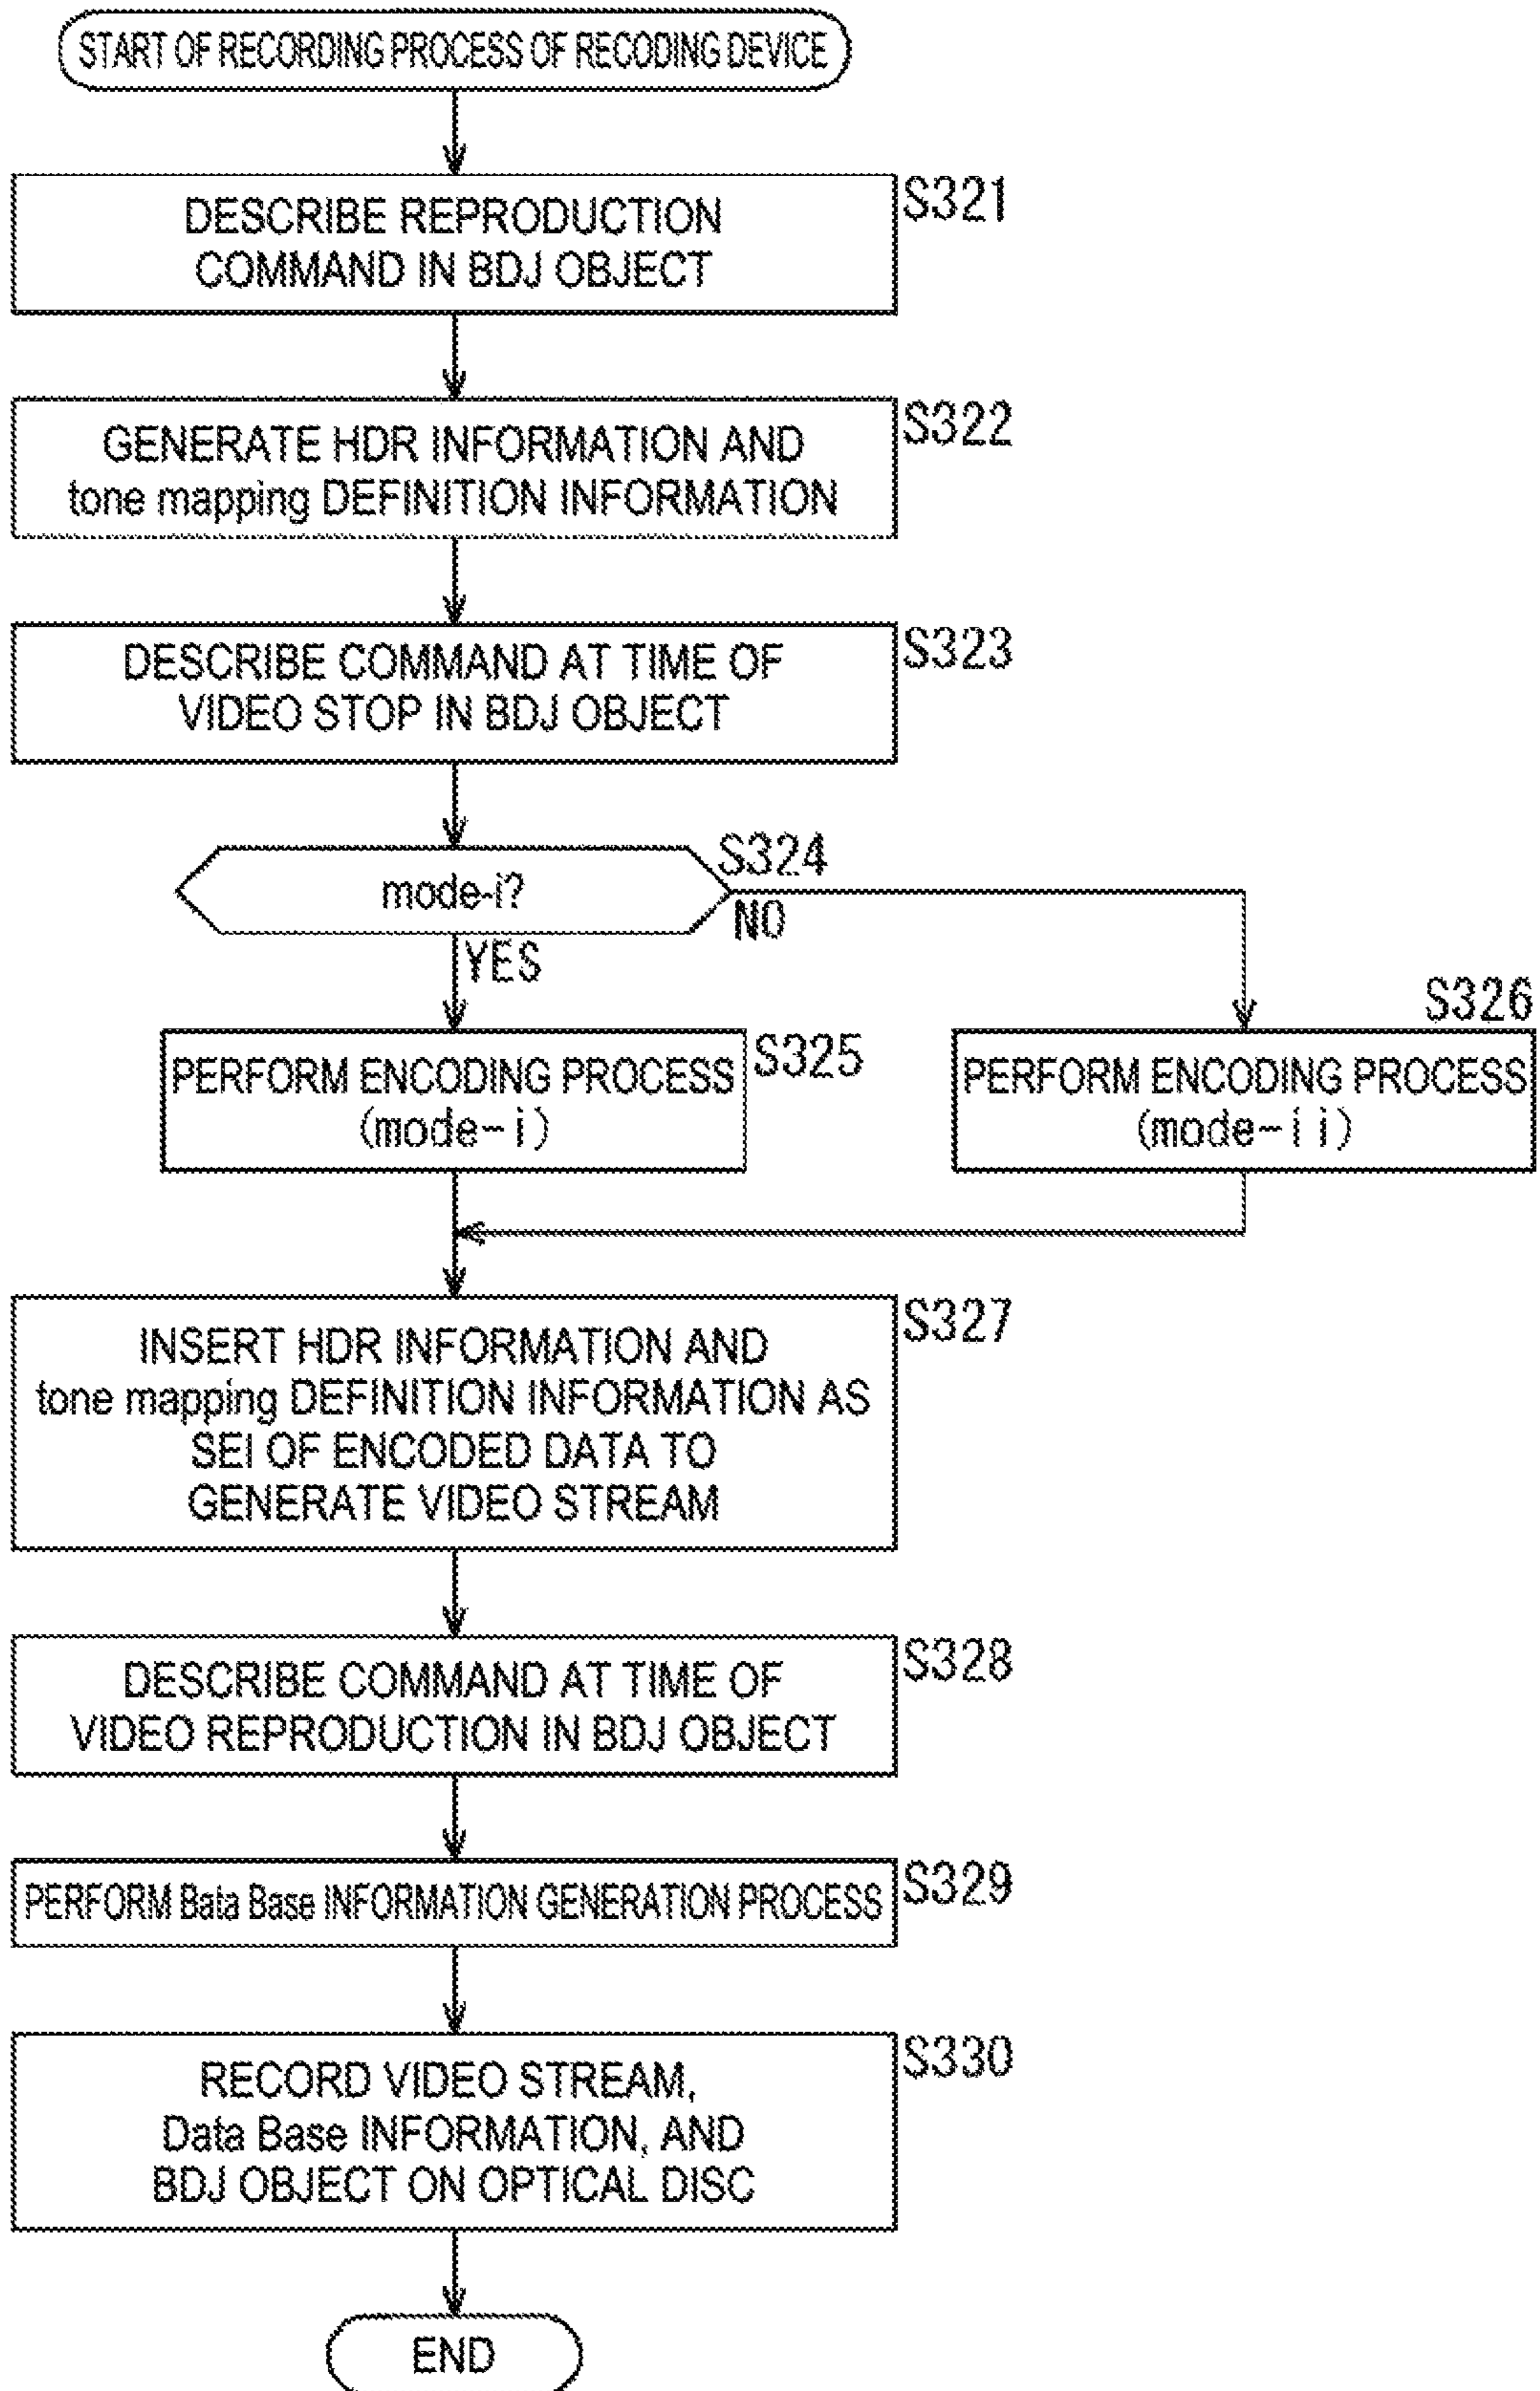 START OF RECORDING PROCESS OF RECODING DEVICE
S321
DESCRIBE REPRODUCTION
COMMAND IN BDJ OBJECT
S322
GENERATE HDR INFORMATION AND
tone mapping DEFINITION INFORMATION
S323
DESCRIBE COMMAND AT TIME OF
VIDEO STOP IN BDJ OBJECT
S324
mode-i?
NO
YES
S325
PERFORM ENCODING PROCESS
(mode-i)
S326
PERFORM ENCODING PROCESS
(mode-ii)
S327
INSERT HDR INFORMATION AND
tone mapping DEFINITION INFORMATION AS
SEI OF ENCODED DATA TO
GENERATE VIDEO STREAM
S328
DESCRIBE COMMAND AT TIME OF
VIDEO REPRODUCTION IN BDJ OBJECT
S329
PERFORM Bata Base INFORMATION GENERATION PROCESS
S330
RECORD VIDEO STREAM,
Data Base INFORMATION, AND
BDJ OBJECT ON OPTICAL DISC
END